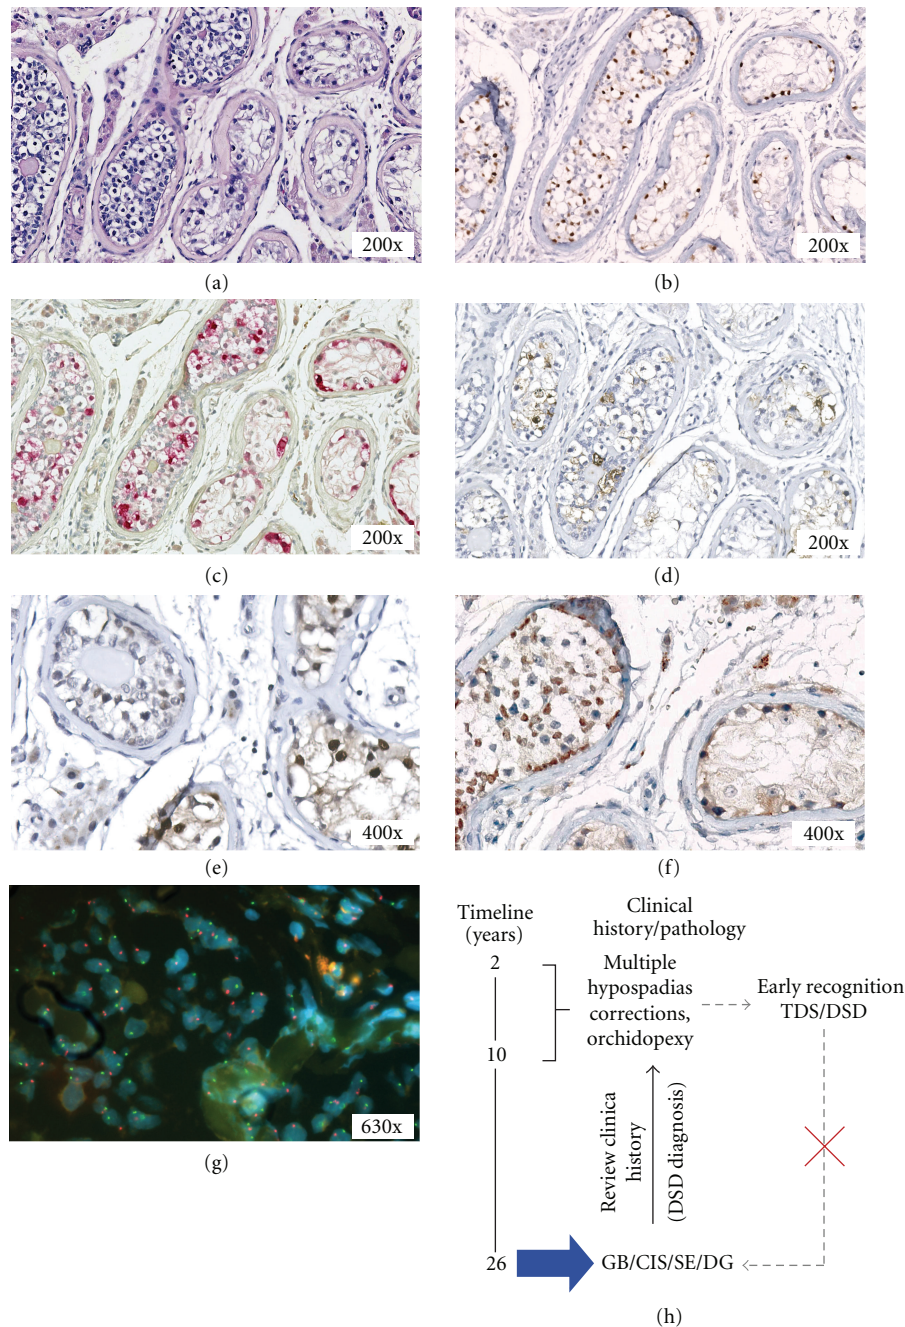 200x
200x
(a)
(b)
200x
200x
(c)
(d)
400x
400x
(e)
(f)
630x
(g)
Timeline
(years)
Clinical
history/pathology
2
Multiple
hypospadias
corrections,
orchidopexy
Early recognition
TDS/DSD
10
Review clinica
history
(DSD diagnosis)
26
GB/CIS/SE/DG
(h)